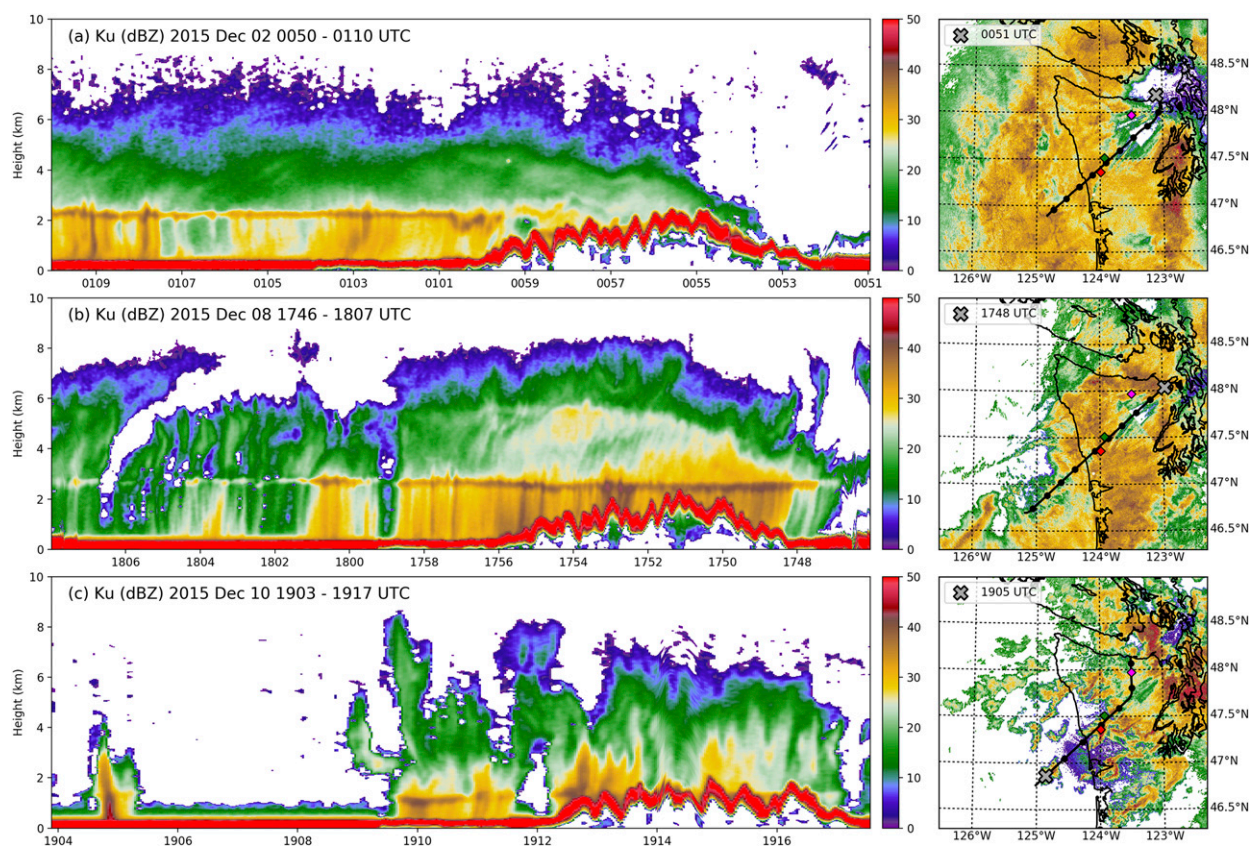 (a) Ku (dBZ) 2015 Dec 02 0050 - 0110 UTC
Height (km)
10
8
6
4
2
0
0109 0107 0105 0103 0101 0059 0057 0055 0053 0051
50
40
30
20
10
0
0051 UTC
48.5°N
48°N
47.5°N
47°N
46.5°N
126°W 125°W 124°W 123°W
(b) Ku (dBZ) 2015 Dec 08 1746 - 1807 UTC
Height (km)
10
8
6
4
2
0
1806 1804 1802 1800 1758 1756 1754 1752 1750 1748
50
40
30
20
10
0
1748 UTC
48.5°N
48°N
47.5°N
47°N
46.5°N
126°W 125°W 124°W 123°W
(c) Ku (dBZ) 2015 Dec 10 1903 - 1917 UTC
Height (km)
10
8
6
4
2
0
1904 1906 1908 1910 1912 1914 1916
50
40
30
20
10
0
1905 UTC
48.5°N
48°N
47.5°N
47°N
46.5°N
126°W 125°W 124°W 123°W